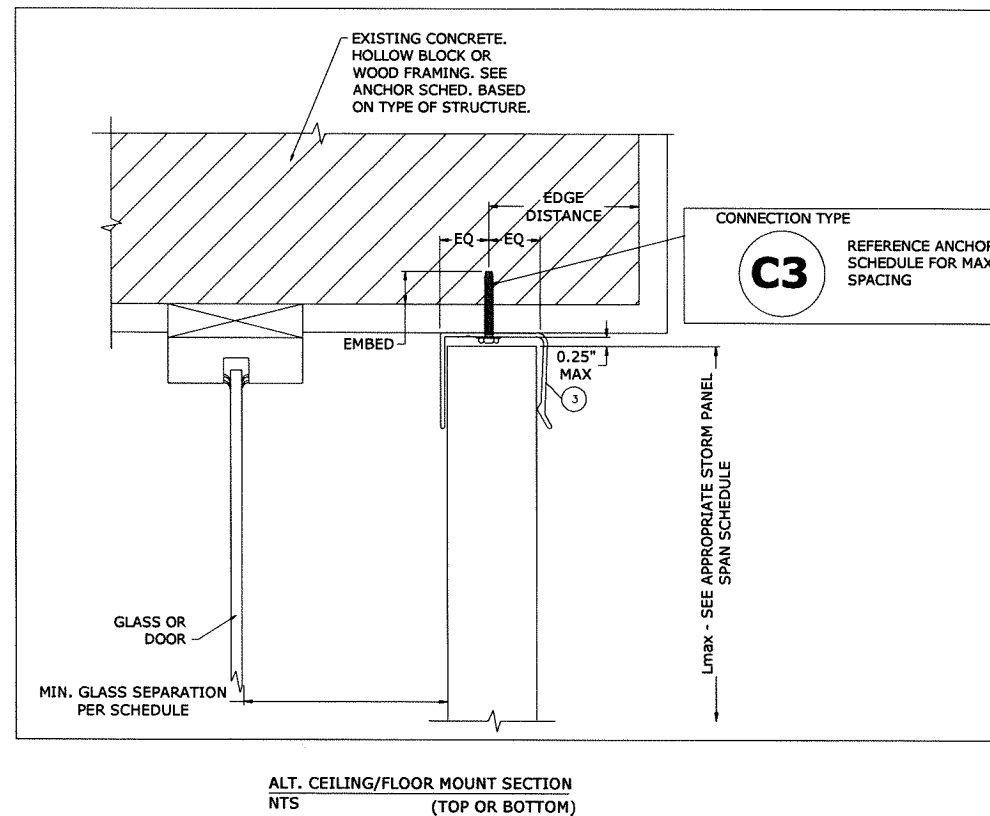 EXISTING CONCRETE.
HOLLOW BLOCK OR
WOOD FRAMING. SEE
ANCHOR SCHED. BASED
ON TYPE OF STRUCTURE.
EDGE
DISTANCE
EQ
EQ
CONNECTION TYPE
C3
REFERENCE ANCHOR
SCHEDULE FOR MAX
SPACING
EMBED
0.25"
MAX
3
Lmax - SEE APPROPRIATE STORM PANEL
SPAN SCHEDULE
GLASS OR
DOOR
MIN. GLASS SEPARATION
PER SCHEDULE
ALT. CEILING/FLOOR MOUNT SECTION
NTS (TOP OR BOTTOM)